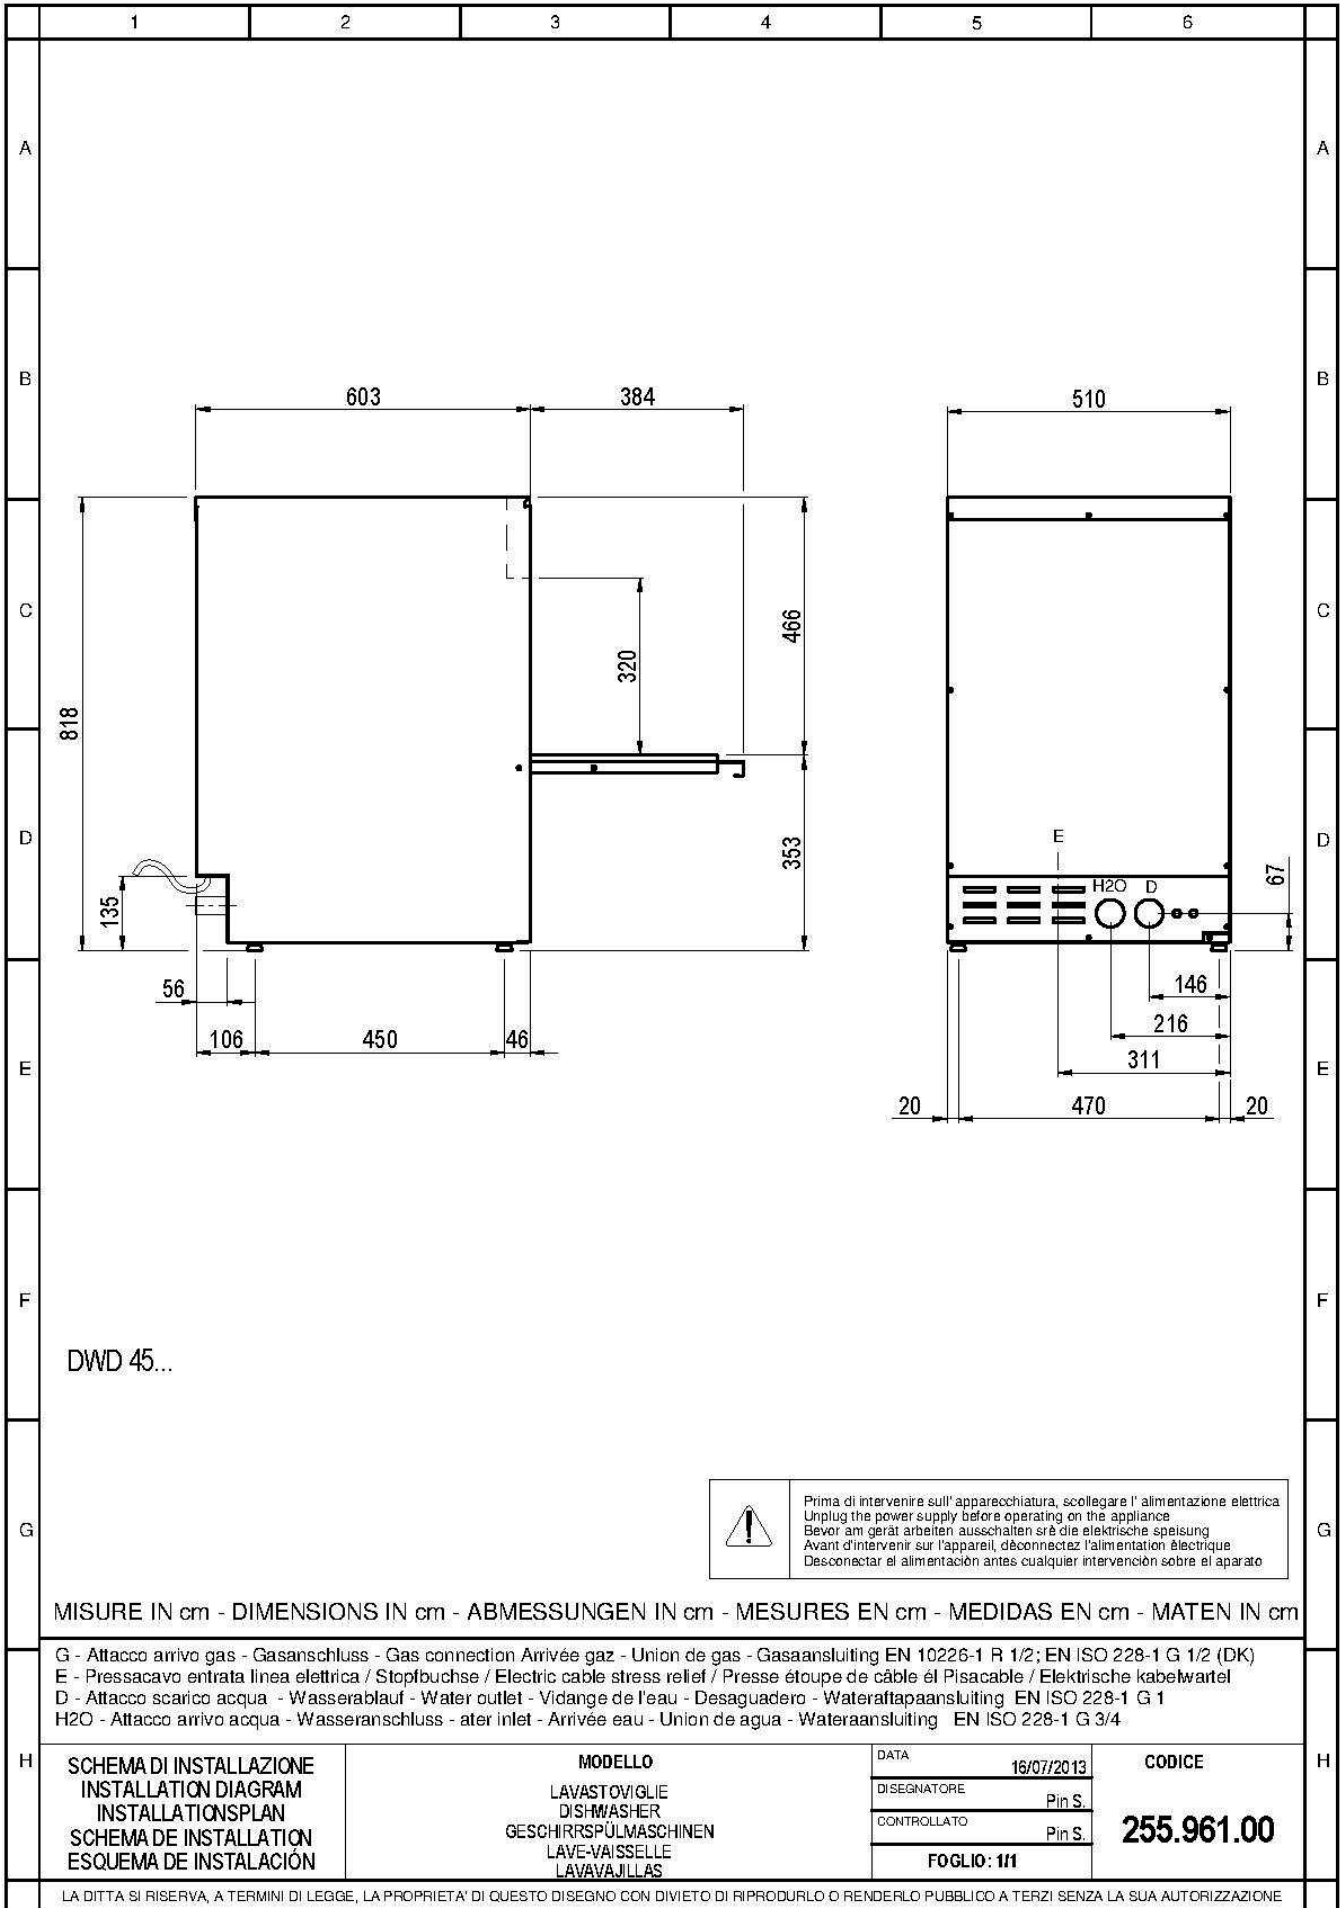 1 2 3 4 5 6
A A
B B
603 384 510
C C
466
320
818
D D
E
353
H2O D
67
135
56
146
106 450 46
216
E E
311
20 470 20
F F
DWD 45...
G G
Prima di intervenire sull' apparecchiatura, scollegare l' alimentazione elettrica
Unplug the power supply before operating on the appliance
Bevor am gerät arbeiten ausschalten srè die elektrische speisung
Avant d'intervenir sur l'appareil, dèconnectez l'alimentation èlectrique
Desconectar el alimentaciòn antes cualquier intervenciòn sobre el aparato
MISURE IN cm - DIMENSIONS IN cm - ABMESSUNGEN IN cm - MESURES EN cm - MEDIDAS EN cm - MATEN IN cm
G - Attacco arrivo gas - Gasanschluss - Gas connection Arrivée gaz - Union de gas - Gasaansluiting EN 10226-1 R 1/2; EN ISO 228-1 G 1/2 (DK)
E - Pressacavo entrata linea elettrica / Stopfbuchse / Electric cable stress relief / Presse étoupe de câble él Pisacable / Elektrische kabelwartel
D - Attacco scarico acqua - Wasserablauf - Water outlet - Vidange de l'eau - Desaguadero - Wateraftapaansluiting EN ISO 228-1 G 1
H2O - Attacco arrivo acqua - Wasseranschluss - ater inlet - Arrivée eau - Union de agua - Wateraansluiting EN ISO 228-1 G 3/4
H H
SCHEMA DI INSTALLAZIONE
INSTALLATION DIAGRAM
INSTALLATIONSPLAN
SCHEMA DE INSTALLATION
ESQUEMA DE INSTALACIÓN
MODELLO
LAVASTOVIGLIE
DISHWASHER
GESCHIRRSPÜLMASCHINEN
LAVE-VAISSELLE
LAVAVAJILLAS
DATA 16/07/2013
DISEGNATORE Pin S.
CONTROLLATO Pin S.
FOGLIO: 1/1
CODICE
255.961.00
LA DITTA SI RISERVA, A TERMINI DI LEGGE, LA PROPRIETA' DI QUESTO DISEGNO CON DIVIETO DI RIPRODURLO O RENDERLO PUBBLICO A TERZI SENZA LA SUA AUTORIZZAZIONE